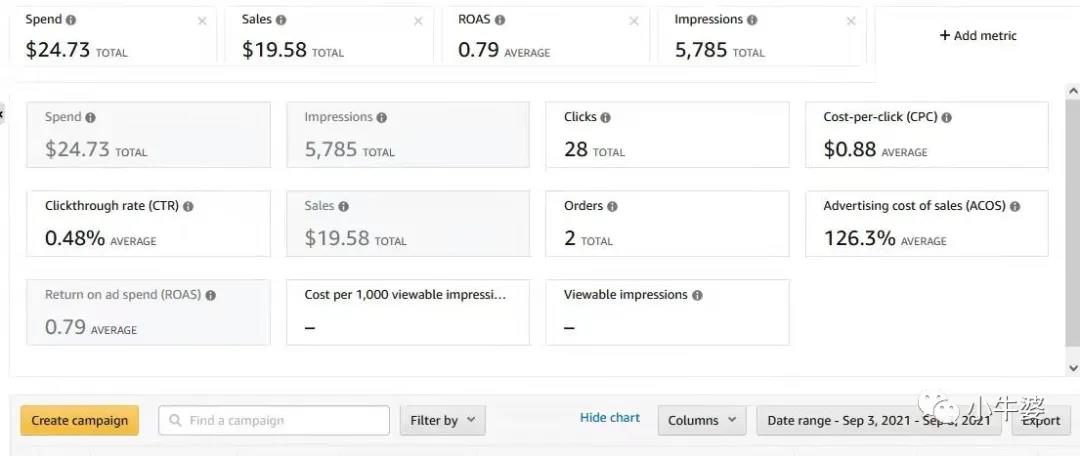 Spend Sales ROAS Impressions
$24.73 TOTAL $19.58 TOTAL 0.79 AVERAGE 5,785 TOTAL + Add metric
Spend Impressions Clicks Cost-per-click (CPC)
$24.73 TOTAL 5,785 TOTAL 28 TOTAL $0.88 AVERAGE
Clickthrough rate (CTR) Sales Orders Advertising cost of sales (ACOS)
0.48% AVERAGE $19.58 TOTAL 2 TOTAL 126.3% AVERAGE
Return on ad spend (ROAS) Cost per 1,000 viewable impressi... Viewable impressions
0.79 AVERAGE – –
Create campaign Find a campaign Filter by Hide chart Columns Date range - Sep 3, 2021 - Sep 2021 Export
小牛婆